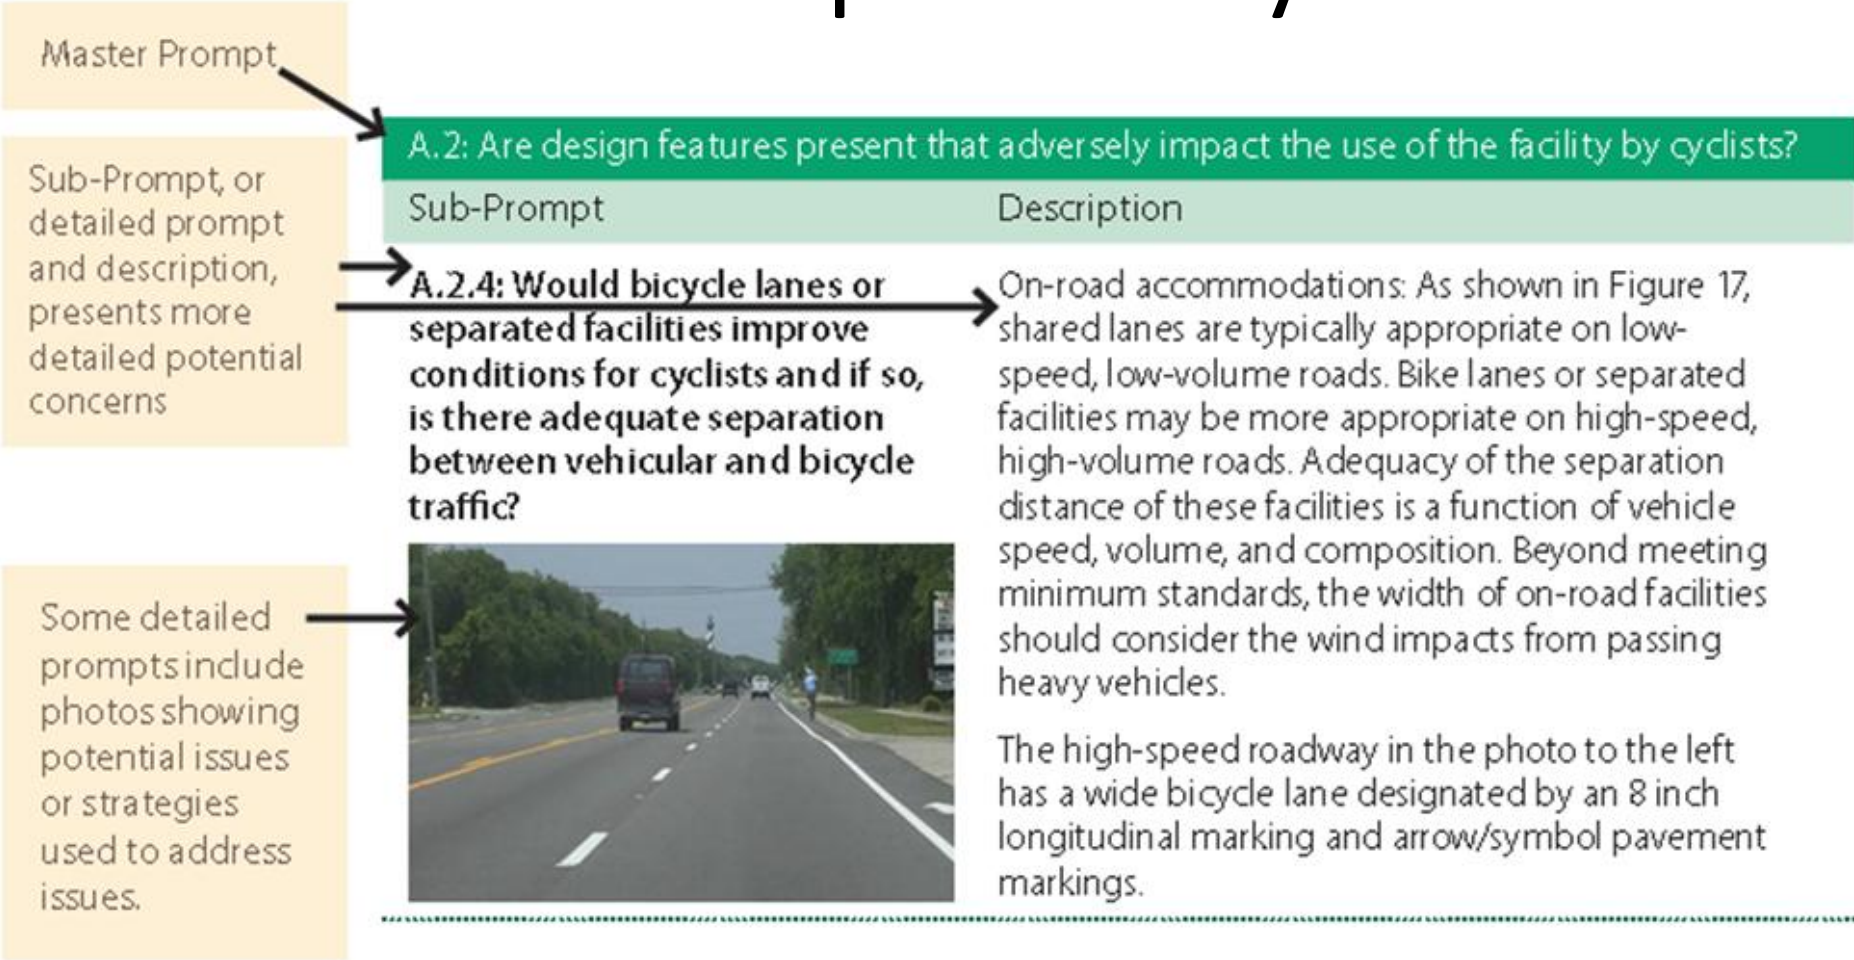 Master Prompt
A.2: Are design features present that adversely impact the use of the facility by cyclists?
Sub-Prompt, or
detailed prompt
and description,
presents more
detailed potential
concerns
Sub-Prompt
Description
A.2.4: Would bicycle lanes or
separated facilities improve
conditions for cyclists and if so,
is there adequate separation
between vehicular and bicycle
traffic?
On-road accommodations: As shown in Figure 17,
shared lanes are typically appropriate on low-
speed, low-volume roads. Bike lanes or separated
facilities may be more appropriate on high-speed,
high-volume roads. Adequacy of the separation
distance of these facilities is a function of vehicle
speed, volume, and composition. Beyond meeting
minimum standards, the width of on-road facilities
should consider the wind impacts from passing
heavy vehicles.
The high-speed roadway in the photo to the left
has a wide bicycle lane designated by an 8 inch
longitudinal marking and arrow/symbol pavement
markings.
Some detailed
prompts include
photos showing
potential issues
or strategies
used to address
issues.